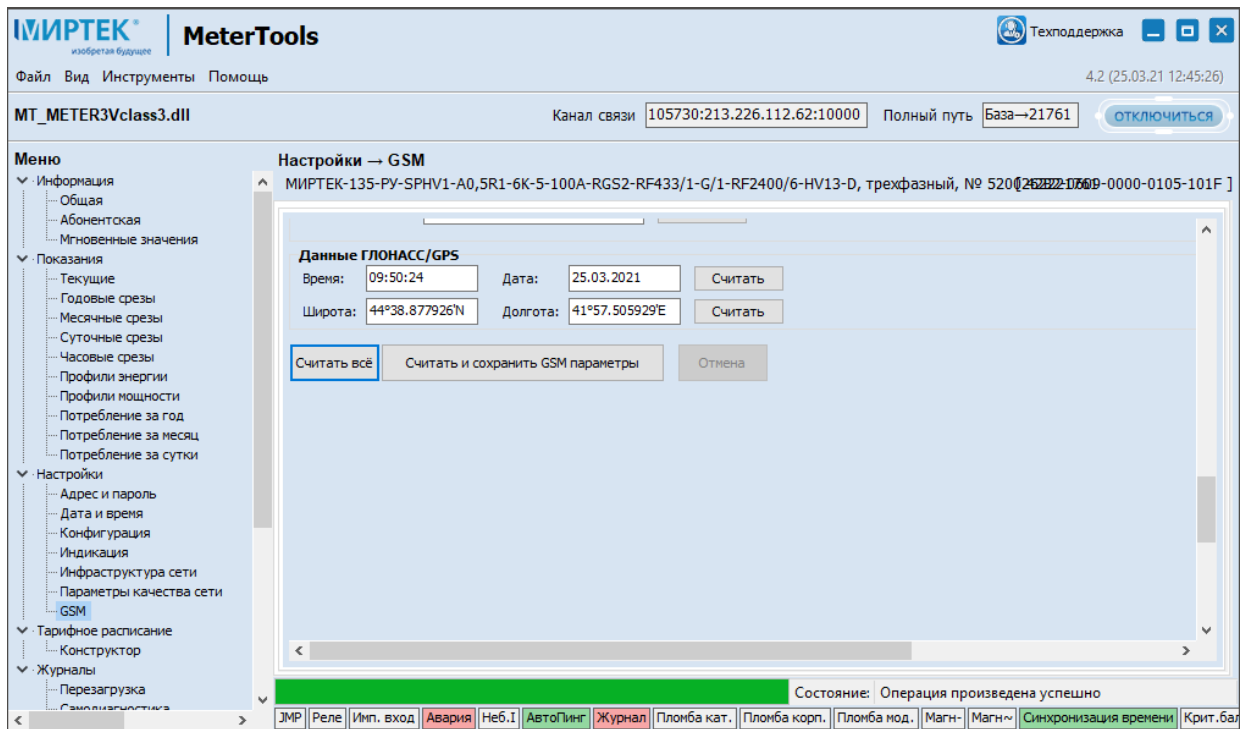 МИРТЕК®
изобретая будущее
MeterTools
Техподдержка
Файл Вид Инструменты Помощь
4.2 (25.03.21 12:45:26)
MT_METER3Vclass3.dll
Канал связи 105730:213.226.112.62:10000 Полный путь База→21761 ОТКЛЮЧИТЬСЯ
Меню
Информация
Общая
Абонентская
Мгновенные значения
Показания
Текущие
Годовые срезы
Месячные срезы
Суточные срезы
Часовые срезы
Профили энергии
Профили мощности
Потребление за год
Потребление за месяц
Потребление за сутки
Настройки
Адрес и пароль
Дата и время
Конфигурация
Индикация
Инфраструктура сети
Параметры качества сети
GSM
Тарифное расписание
Конструктор
Журналы
Перезагрузка
Самодиагностика
Настройки → GSM
МИРТЕК-135-РУ-SPHV1-A0,5R1-6K-5-100A-RGS2-RF433/1-G/1-RF2400/6-HV13-D, трехфазный, № -0000-0105-101F ]
Данные ГЛОНАСС/GPS
Время: 09:50:24 Дата: 25.03.2021 Считать
Широта: 44°38.877926'N Долгота: 41°57.505929'E Считать
Считать всё Считать и сохранить GSM параметры Отмена
Состояние: Операция произведена успешно
JMP Реле Имп. вход Авария Неб.I АвтоПинг Журнал Пломба кат. Пломба корп. Пломба мод. Магн- Магн~ Синхронизация времени Крит.ба